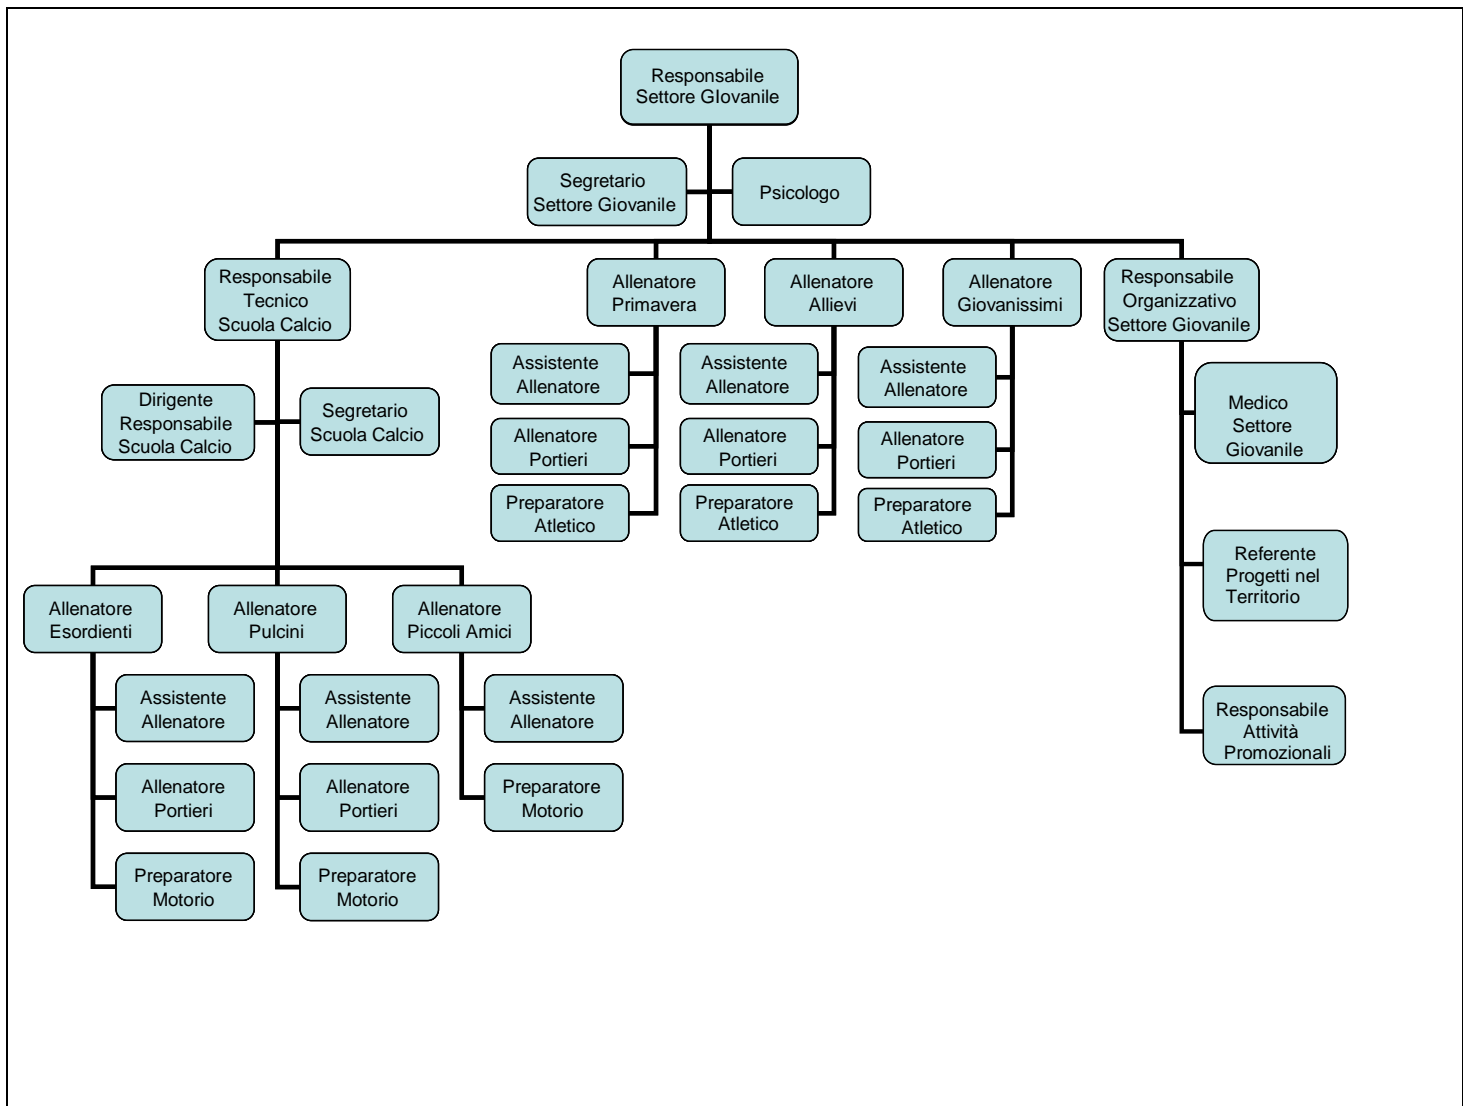 Responsabile
Settore GIovanile
Segretario
Settore Giovanile
Psicologo
Responsabile
Tecnico
Scuola Calcio
Allenatore
Primavera
Allenatore
Allievi
Allenatore
Giovanissimi
Responsabile
Organizzativo
Settore Giovanile
Dirigente
Responsabile
Scuola Calcio
Segretario
Scuola Calcio
Assistente
Allenatore
Allenatore
Portieri
Preparatore
Atletico
Assistente
Allenatore
Allenatore
Portieri
Preparatore
Atletico
Assistente
Allenatore
Allenatore
Portieri
Preparatore
Atletico
Medico
Settore
Giovanile
Referente
Progetti nel
Territorio
Responsabile
Attività
Promozionali
Allenatore
Esordienti
Allenatore
Pulcini
Allenatore
Piccoli Amici
Assistente
Allenatore
Allenatore
Portieri
Preparatore
Motorio
Assistente
Allenatore
Allenatore
Portieri
Preparatore
Motorio
Assistente
Allenatore
Preparatore
Motorio